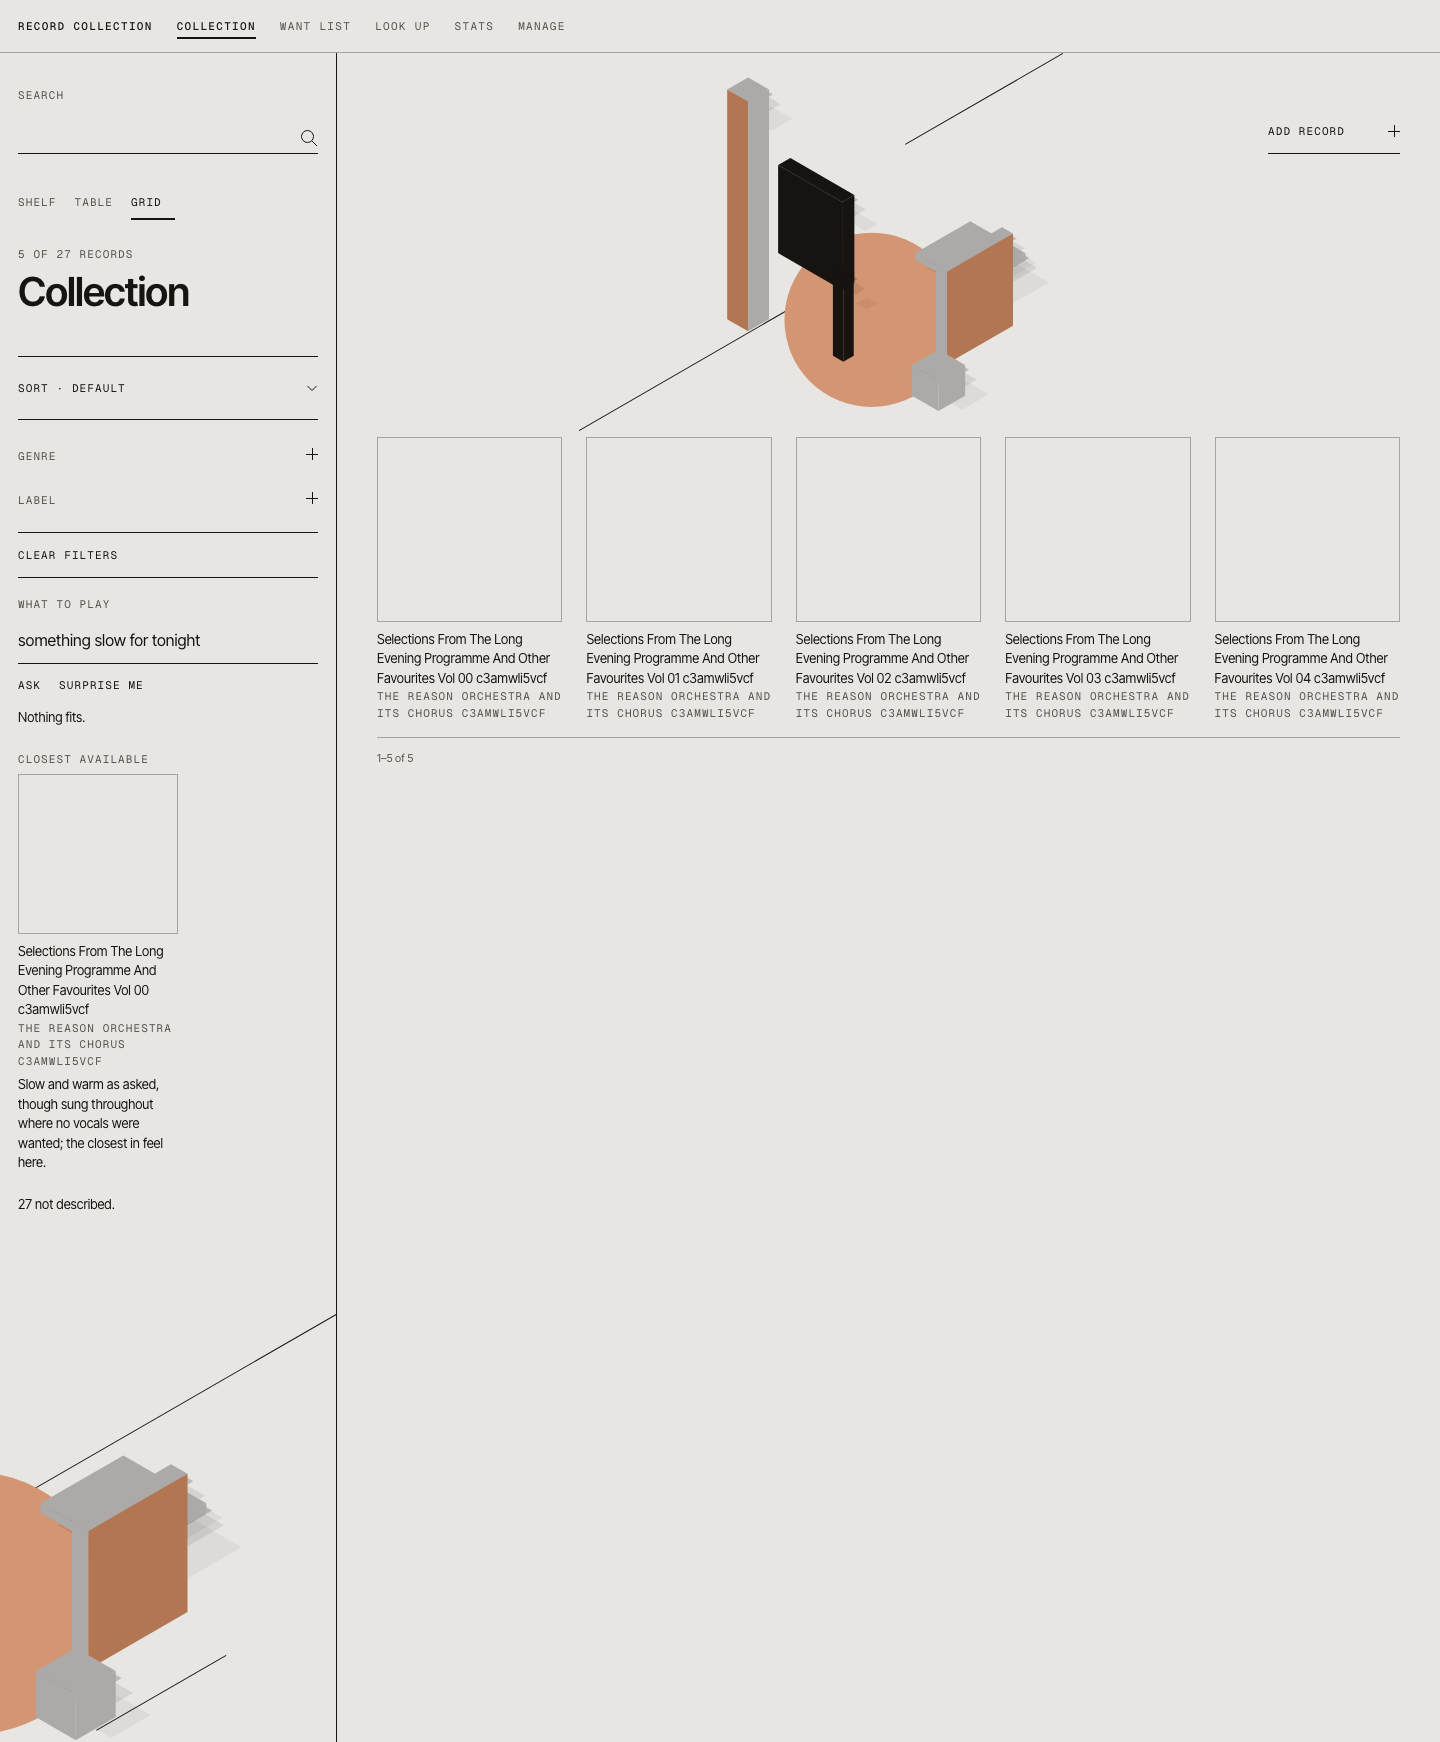 RECORD COLLECTION COLLECTION WANT LIST LOOK UP STATS MANAGE
SEARCH
SHELF TABLE GRID
5 OF 27 RECORDS
Collection
SORT · DEFAULT
GENRE
LABEL
CLEAR FILTERS
WHAT TO PLAY
something slow for tonight
ASK SURPRISE ME
Nothing fits.
CLOSEST AVAILABLE
Selections From The Long
Evening Programme And
Other Favourites Vol 00
c3amwli5vcf
THE REASON ORCHESTRA
AND ITS CHORUS
C3AMWLI5VCF
Slow and warm as asked,
though sung throughout
where no vocals were
wanted; the closest in feel
here.
27 not described.
ADD RECORD
Selections From The Long
Evening Programme And Other
Favourites Vol 00 c3amwli5vcf
THE REASON ORCHESTRA AND
ITS CHORUS C3AMWLI5VCF
Selections From The Long
Evening Programme And Other
Favourites Vol 01 c3amwli5vcf
THE REASON ORCHESTRA AND
ITS CHORUS C3AMWLI5VCF
Selections From The Long
Evening Programme And Other
Favourites Vol 02 c3amwli5vcf
THE REASON ORCHESTRA AND
ITS CHORUS C3AMWLI5VCF
Selections From The Long
Evening Programme And Other
Favourites Vol 03 c3amwli5vcf
THE REASON ORCHESTRA AND
ITS CHORUS C3AMWLI5VCF
Selections From The Long
Evening Programme And Other
Favourites Vol 04 c3amwli5vcf
THE REASON ORCHESTRA AND
ITS CHORUS C3AMWLI5VCF
1–5 of 5